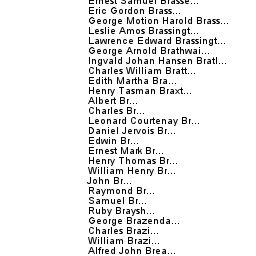 Ernest Samuel Brasse...
Eric Gordon Brass...
George Motion Harold Brass...
Leslie Amos Brassingt...
Lawrence Edward Brassingt...
George Arnold Brathwai...
Ingvald Johan Hansen Bratl...
Charles William Bratt...
Edith Martha Bra...
Henry Tasman Braxt...
Albert Br...
Charles Br...
Leonard Courtenay Br...
Daniel Jervois Br...
Edwin Br...
Ernest Mark Br...
Henry Thomas Br...
William Henry Br...
John Br...
Raymond Br...
Samuel Br...
Ruby Braysh...
George Brazenda...
Charles Brazi...
William Brazi...
Alfred John Brea...